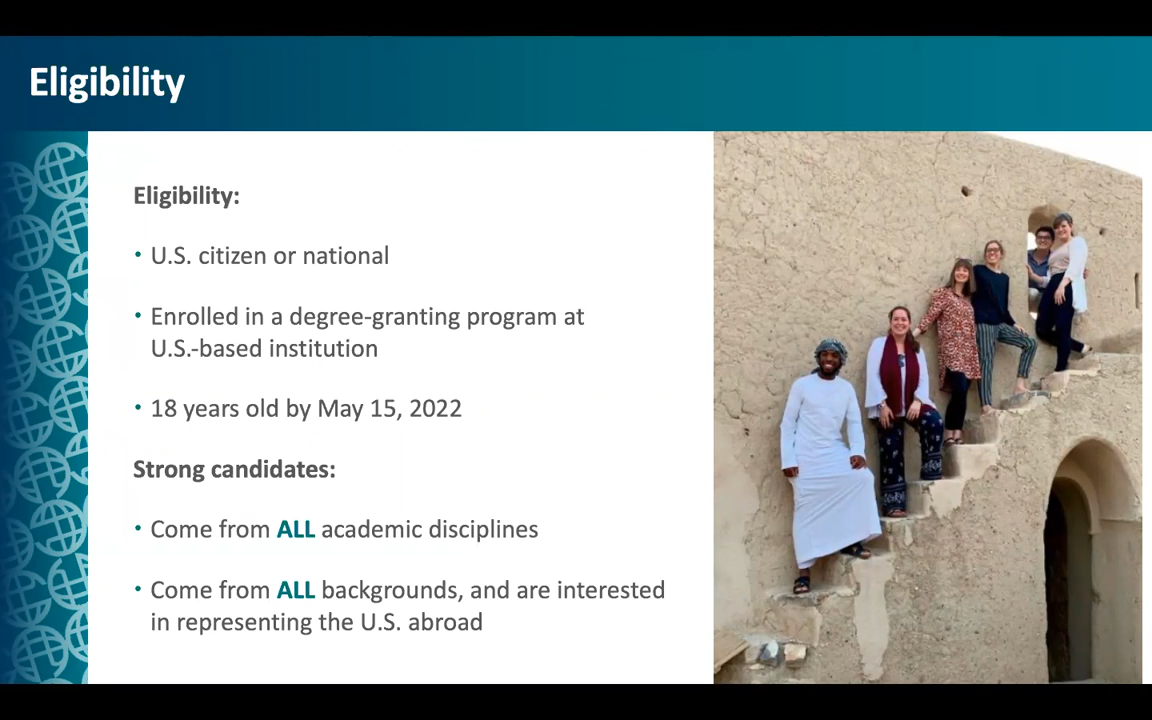 Eligibility
Eligibility:
• U.S. citizen or national
• Enrolled in a degree-granting program at
U.S.-based institution
• 18 years old by May 15, 2022
Strong candidates:
• Come from ALL academic disciplines
• Come from ALL backgrounds, and are interested
in representing the U.S. abroad